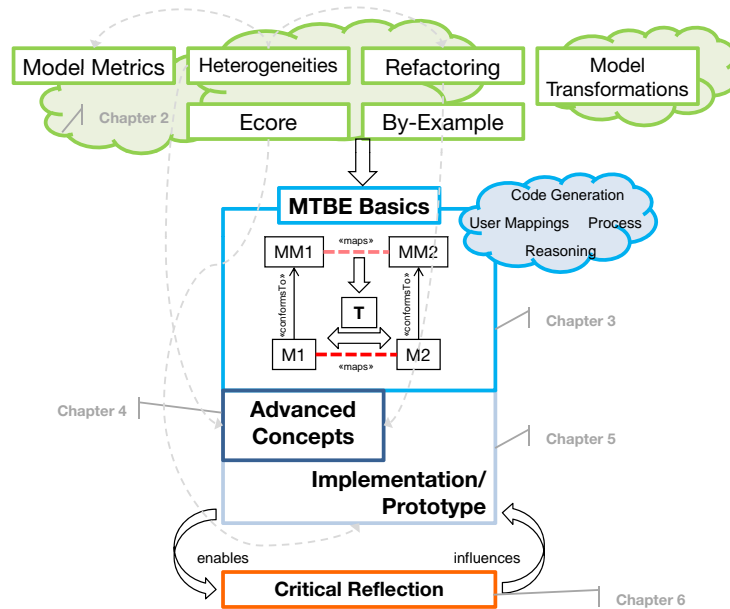 Model Metrics
Heterogeneities
Refactoring
Model
Transformations
Chapter 2
Ecore
By-Example
MTBE Basics
Code Generation
User Mappings
Process
Reasoning
«maps»
MM1
MM2
«conformsTo»
«conformsTo»
T
Chapter 3
M1
M2
«maps»
Chapter 4
Advanced
Concepts
Chapter 5
Implementation/
Prototype
enables
influences
Critical Reflection
Chapter 6